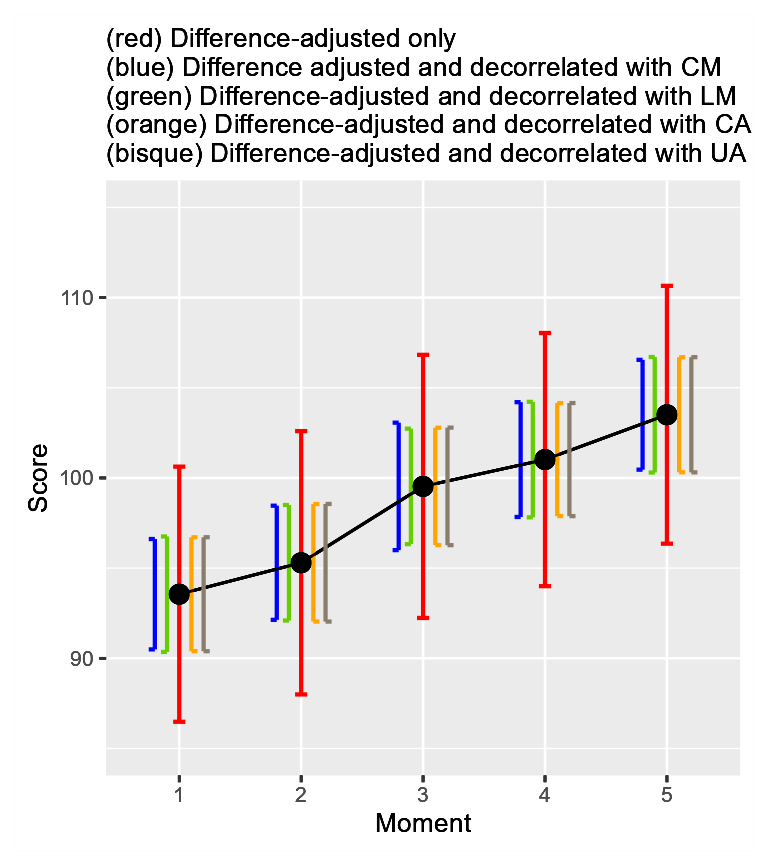 (red) Difference-adjusted only
(blue) Difference adjusted and decorrelated with CM
(green) Difference-adjusted and decorrelated with LM
(orange) Difference-adjusted and decorrelated with CA
(bisque) Difference-adjusted and decorrelated with UA
110
100
90
Score
1 2 3 4 5
Moment